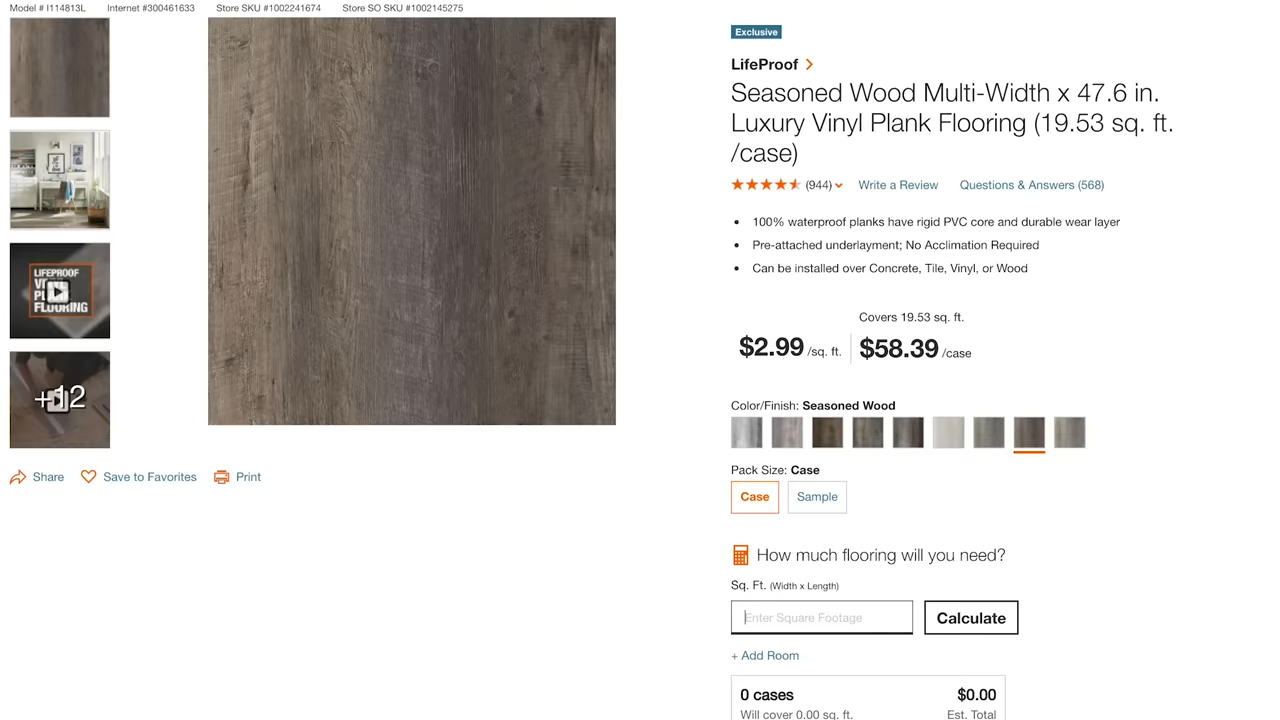 Model # I114813L Internet #300461633 Store SKU #1002241674 Store SO SKU #1002145275
Exclusive
LifeProof
Seasoned Wood Multi-Width x 47.6 in.
Luxury Vinyl Plank Flooring (19.53 sq. ft.
/case)
(944) Write a Review Questions & Answers (568)
• 100% waterproof planks have rigid PVC core and durable wear layer
• Pre-attached underlayment; No Acclimation Required
• Can be installed over Concrete, Tile, Vinyl, or Wood
LIFEPROOF
FLOORING
Covers 19.53 sq. ft.
$2.99 /sq. ft. $58.39 /case
+12
Color/Finish: Seasoned Wood
Pack Size: Case
Share Save to Favorites Print
Case Sample
How much flooring will you need?
Sq. Ft. (Width x Length)
Enter Square Footage Calculate
+ Add Room
0 cases $0.00
Will cover 0.00 sq. ft. Est. Total